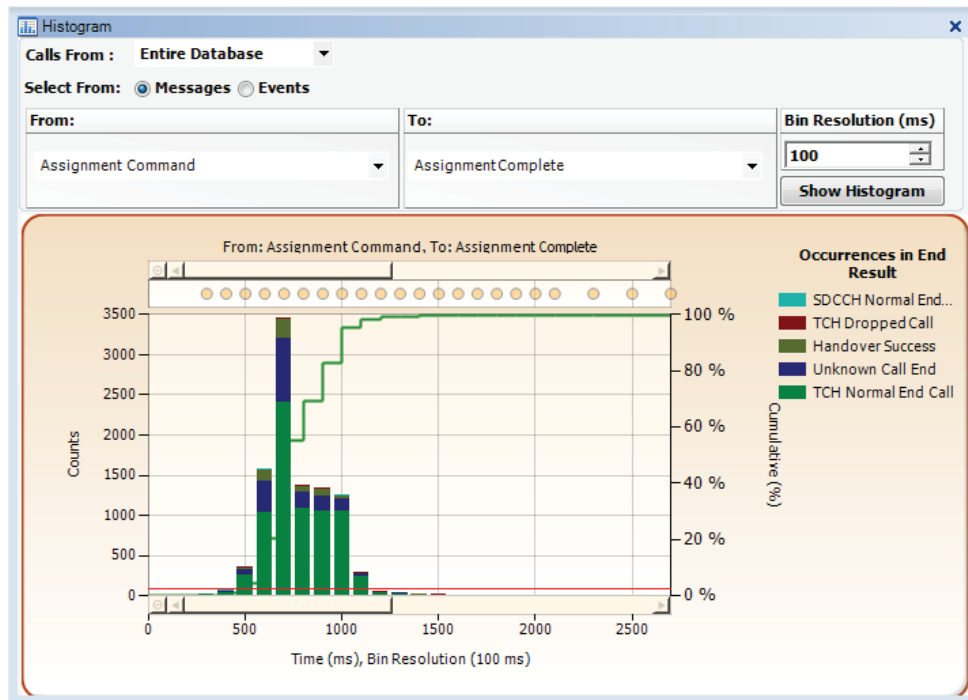 Histogram
Calls From : Entire Database
Select From: Messages Events
From: To: Bin Resolution (ms)
Assignment Command AssignmentComplete 100
Show Histogram
From: Assignment Command, To: Assignment Complete
Occurrences in End
Result
SDCCH Normal End...
TCH Dropped Call
Handover Success
Unknown Call End
TCH Normal End Call
3500
3000
2500
2000
1500
1000
500
0
Counts
100 %
80 %
60 %
40 %
20 %
0 %
Cumulative (%)
0 500 1000 1500 2000 2500
Time (ms), Bin Resolution (100 ms)